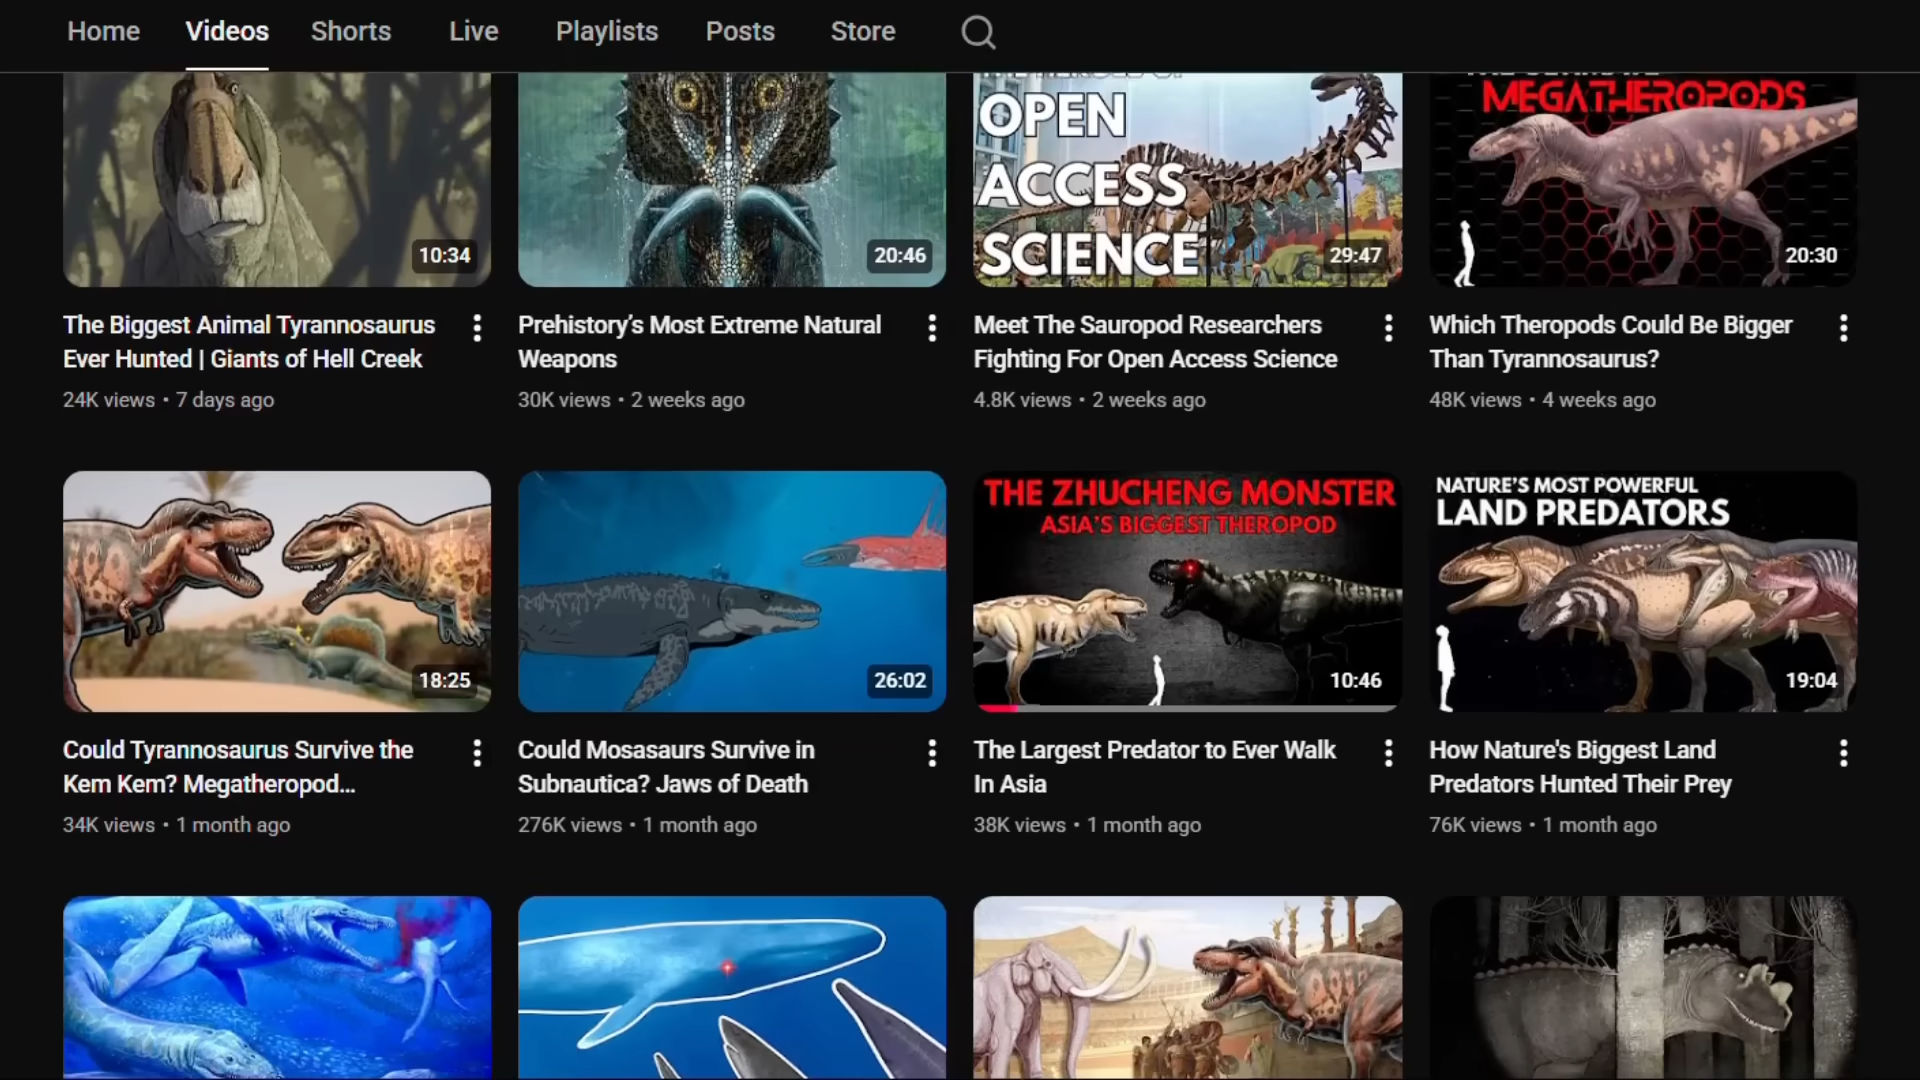 Home Videos Shorts Live Playlists Posts Store
OPEN
ACCESS
SCIENCE
MEGATHEROPODS
10:34
20:46
29:47
20:30
The Biggest Animal Tyrannosaurus
Ever Hunted | Giants of Hell Creek
24K views • 7 days ago
Prehistory’s Most Extreme Natural
Weapons
30K views • 2 weeks ago
Meet The Sauropod Researchers
Fighting For Open Access Science
4.8K views • 2 weeks ago
Which Theropods Could Be Bigger
Than Tyrannosaurus?
48K views • 4 weeks ago
THE ZHUCHENG MONSTER
ASIA'S BIGGEST THEROPOD
NATURE'S MOST POWERFUL
LAND PREDATORS
18:25
26:02
10:46
19:04
Could Tyrannosaurus Survive the
Kem Kem? Megatheropod...
34K views • 1 month ago
Could Mosasaurs Survive in
Subnautica? Jaws of Death
276K views • 1 month ago
The Largest Predator to Ever Walk
In Asia
38K views • 1 month ago
How Nature's Biggest Land
Predators Hunted Their Prey
76K views • 1 month ago